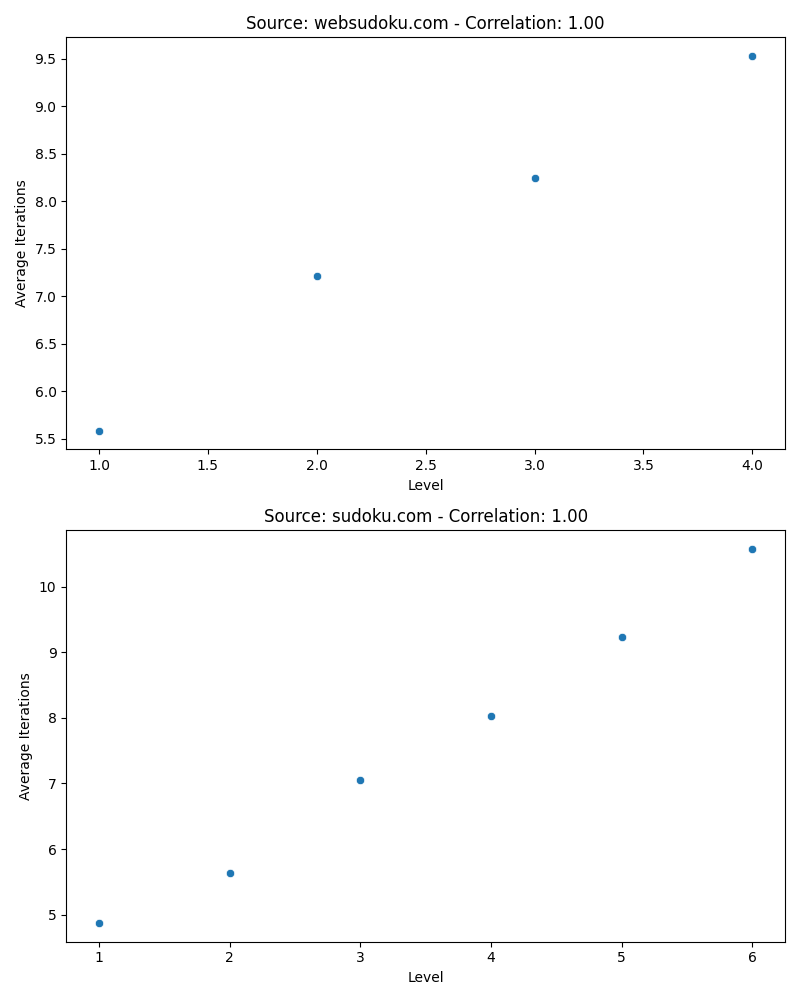 Source: websudoku.com - Correlation: 1.00
9.5
9.0
8.5
8.0
7.5
7.0
6.5
6.0
5.5
Average Iterations
1.0 1.5 2.0 2.5 3.0 3.5 4.0
Level
Source: sudoku.com - Correlation: 1.00
10
9
8
7
6
5
Average Iterations
1 2 3 4 5 6
Level